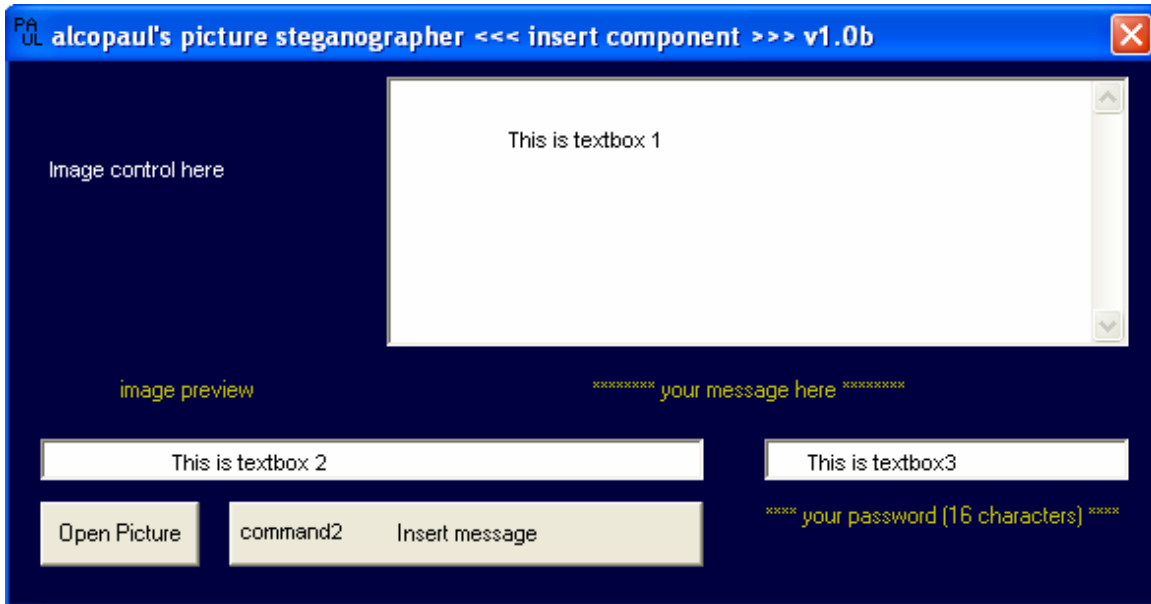 PA
UL alcopaul's picture steganographer <<< insert component >>> v1.0b
This is textbox 1
Image control here
image preview ******** your message here ********
This is textbox 2 This is textbox3
Open Picture command2 Insert message
**** your password (16 characters) ****